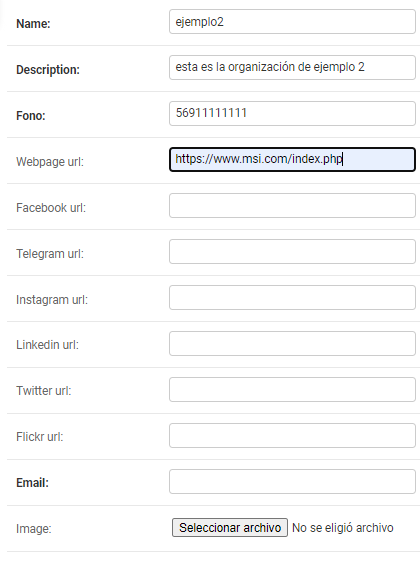 Name: ejemplo2
Description: esta es la organización de ejemplo 2
Fono: 56911111111
Webpage url: https://www.msi.com/index.php
Facebook url:
Telegram url:
Instagram url:
Linkedin url:
Twitter url:
Flickr url:
Email:
Image: Seleccionar archivo No se eligió archivo